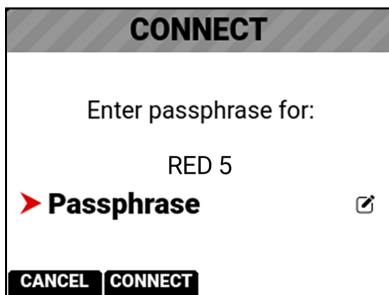 CONNECT
Enter passphrase for:
RED 5
Passphrase
CANCEL CONNECT